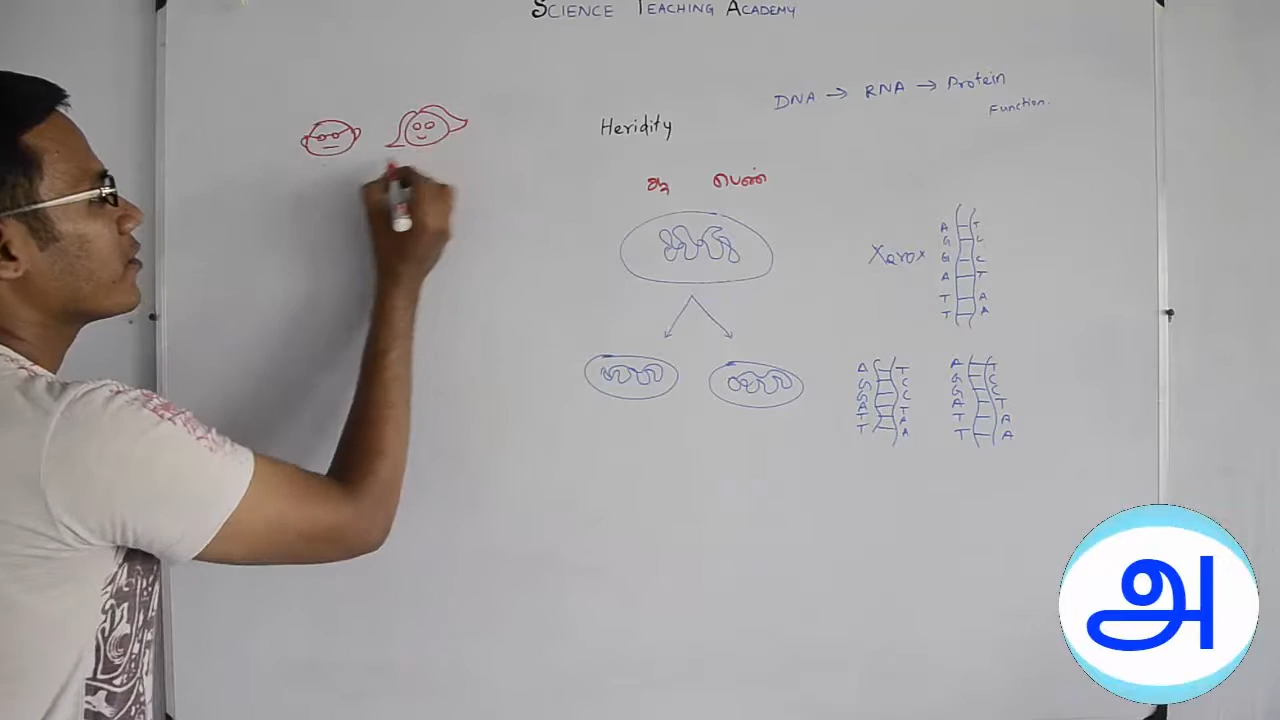 SCIENCE TEACHING ACADEMY
DNA → RNA → Protein
Function.
Heridity
ஆ பெண்
Xerox
A T
G C
G C
A T
T A
T A
A T
G C
G C
A T
T A
T A
A T
G C
G C
A T
T A
T A
அ